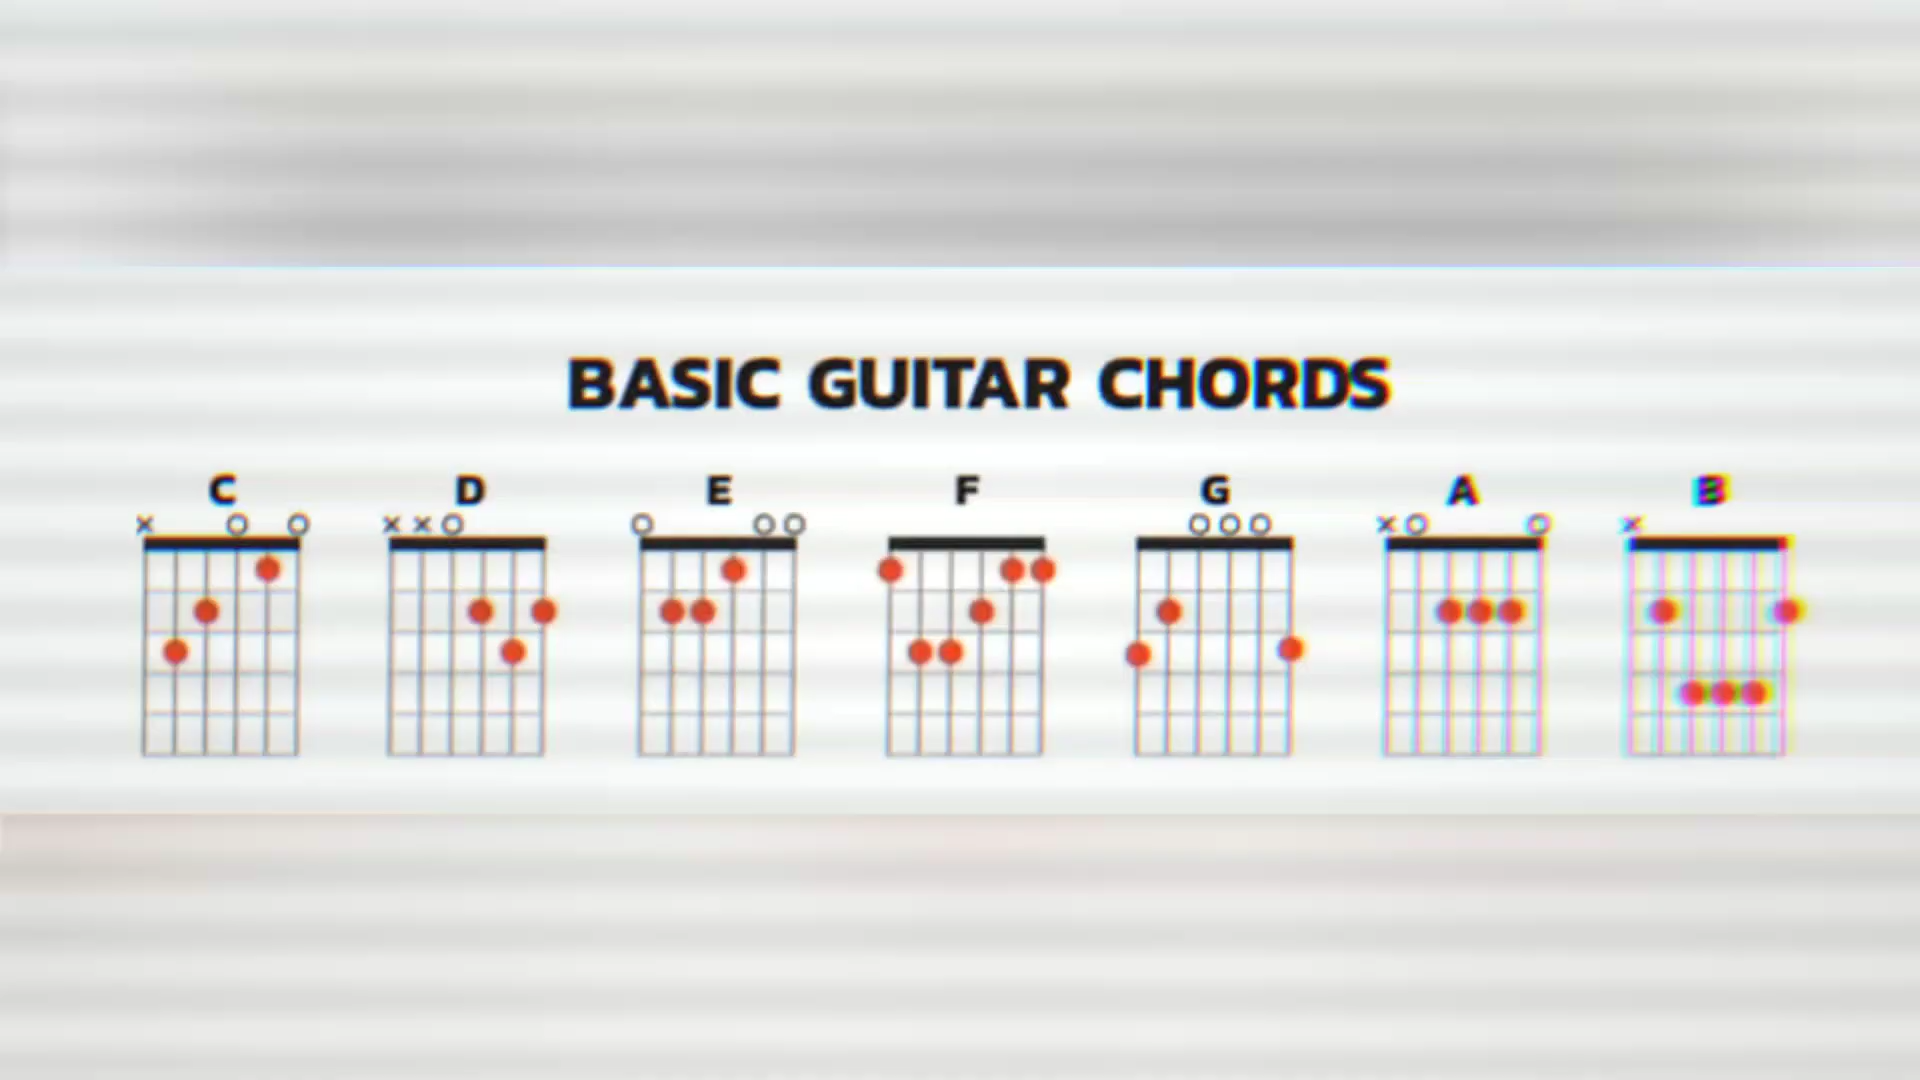 BASIC GUITAR CHORDS
C D E F G A B
× O O × × O O O O O O O × O O ×